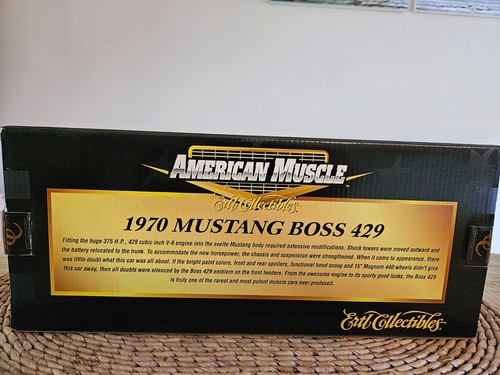 AMERICAN MUSCLE
Ertl Collectibles
1970 MUSTANG BOSS 429
Fitting the huge 375 H.P., 429 cubic inch V-8 engine into the svelte Mustang body required extensive modifications. Shock towers were moved outward and
the battery relocated to the trunk. To accommodate the new horsepower, the chassis and suspension were strengthened. When it came to appearance, there
was little doubt what this car was all about. If the bright paint colors, front and rear spoilers, functional hood scoop and 15" Magnum 440 wheels didn't give
this car away, then all doubts were silenced by the Boss 429 emblem on the front fenders. From the awesome engine to its sporty good looks, the Boss 429
is truly one of the rarest and most potent muscle cars ever produced.
Ertl Collectibles